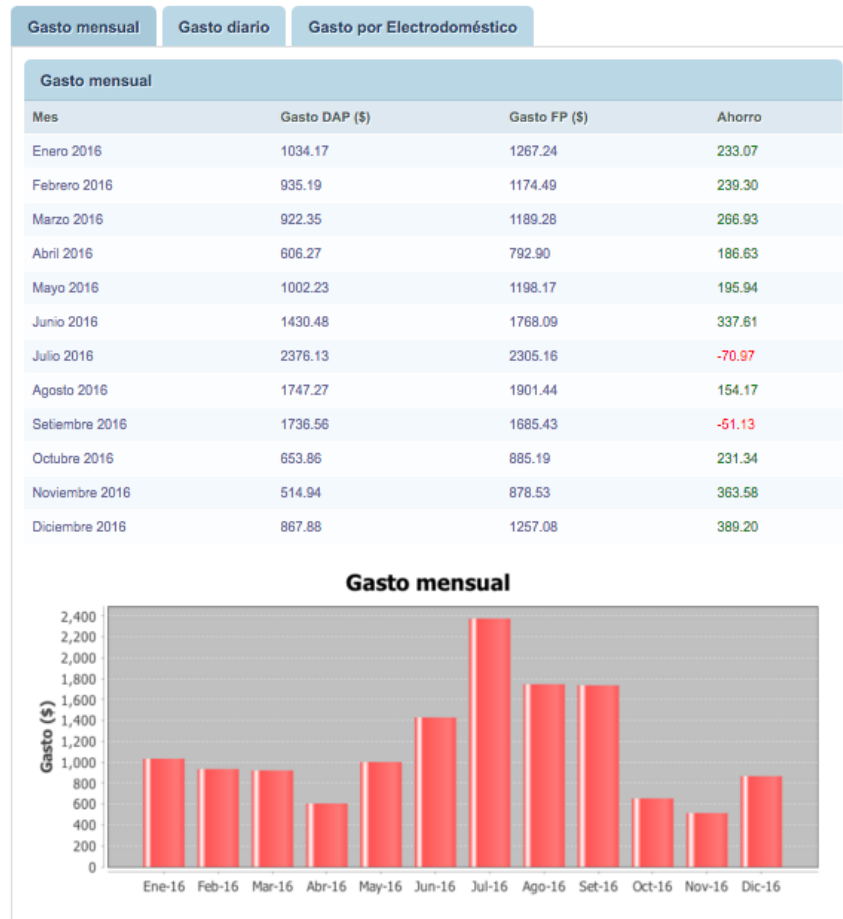 Gasto mensual Gasto diario Gasto por Electrodoméstico
Gasto mensual
Mes Gasto DAP ($) Gasto FP ($) Ahorro
Enero 2016 1034.17 1267.24 233.07
Febrero 2016 935.19 1174.49 239.30
Marzo 2016 922.35 1189.28 266.93
Abril 2016 606.27 792.90 186.63
Mayo 2016 1002.23 1198.17 195.94
Junio 2016 1430.48 1768.09 337.61
Julio 2016 2376.13 2305.16 -70.97
Agosto 2016 1747.27 1901.44 154.17
Setiembre 2016 1736.56 1685.43 -51.13
Octubre 2016 653.86 885.19 231.34
Noviembre 2016 514.94 878.53 363.58
Diciembre 2016 867.88 1257.08 389.20
Gasto mensual
2,400
2,200
2,000
1,800
1,600
1,400
1,200
1,000
800
600
400
200
0
Gasto ($)
Ene-16 Feb-16 Mar-16 Abr-16 May-16 Jun-16 Jul-16 Ago-16 Set-16 Oct-16 Nov-16 Dic-16